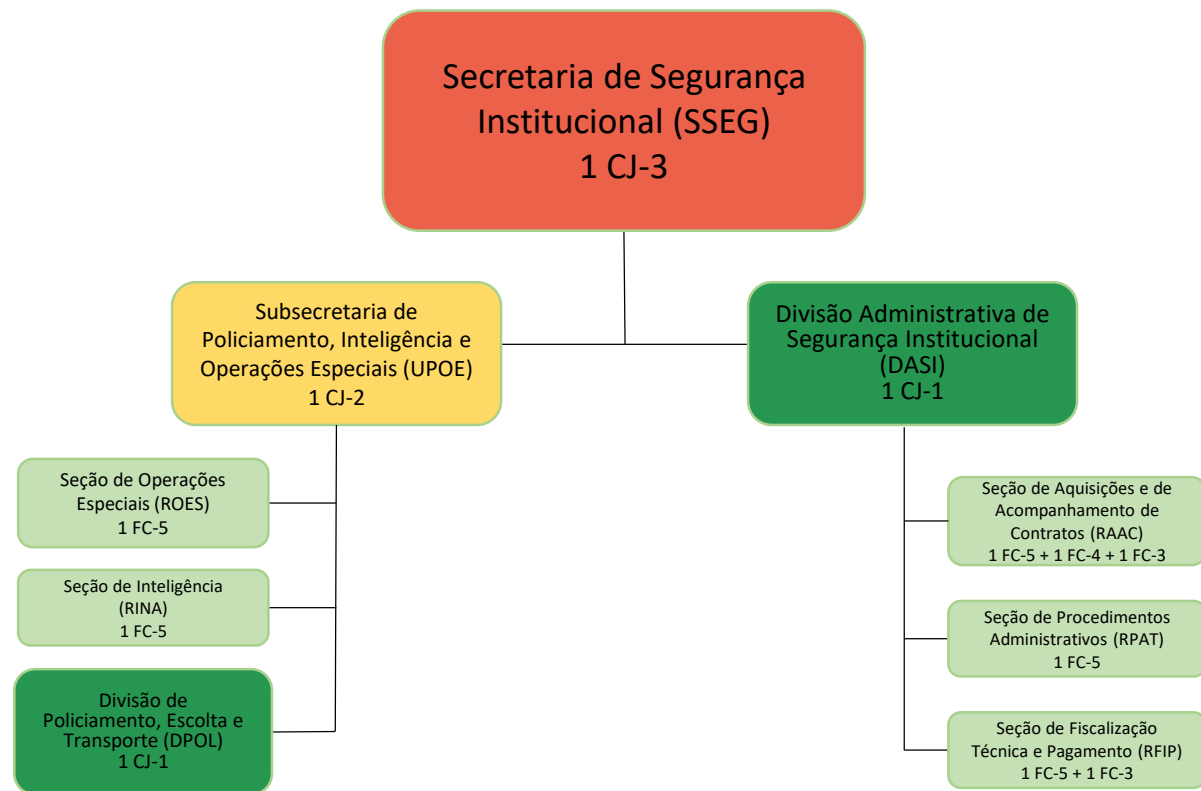 Secretaria de Segurança
Institucional (SSEG)
1 CJ-3
Subsecretaria de
Policiamento, Inteligência e
Operações Especiais (UPOE)
1 CJ-2
Divisão Administrativa de
Segurança Institucional
(DASI)
1 CJ-1
Seção de Operações
Especiais (ROES)
1 FC-5
Seção de Inteligência
(RINA)
1 FC-5
Divisão de
Policiamento, Escolta e
Transporte (DPOL)
1 CJ-1
Seção de Aquisições e de
Acompanhamento de
Contratos (RAAC)
1 FC-5 + 1 FC-4 + 1 FC-3
Seção de Procedimentos
Administrativos (RPAT)
1 FC-5
Seção de Fiscalização
Técnica e Pagamento (RFIP)
1 FC-5 + 1 FC-3